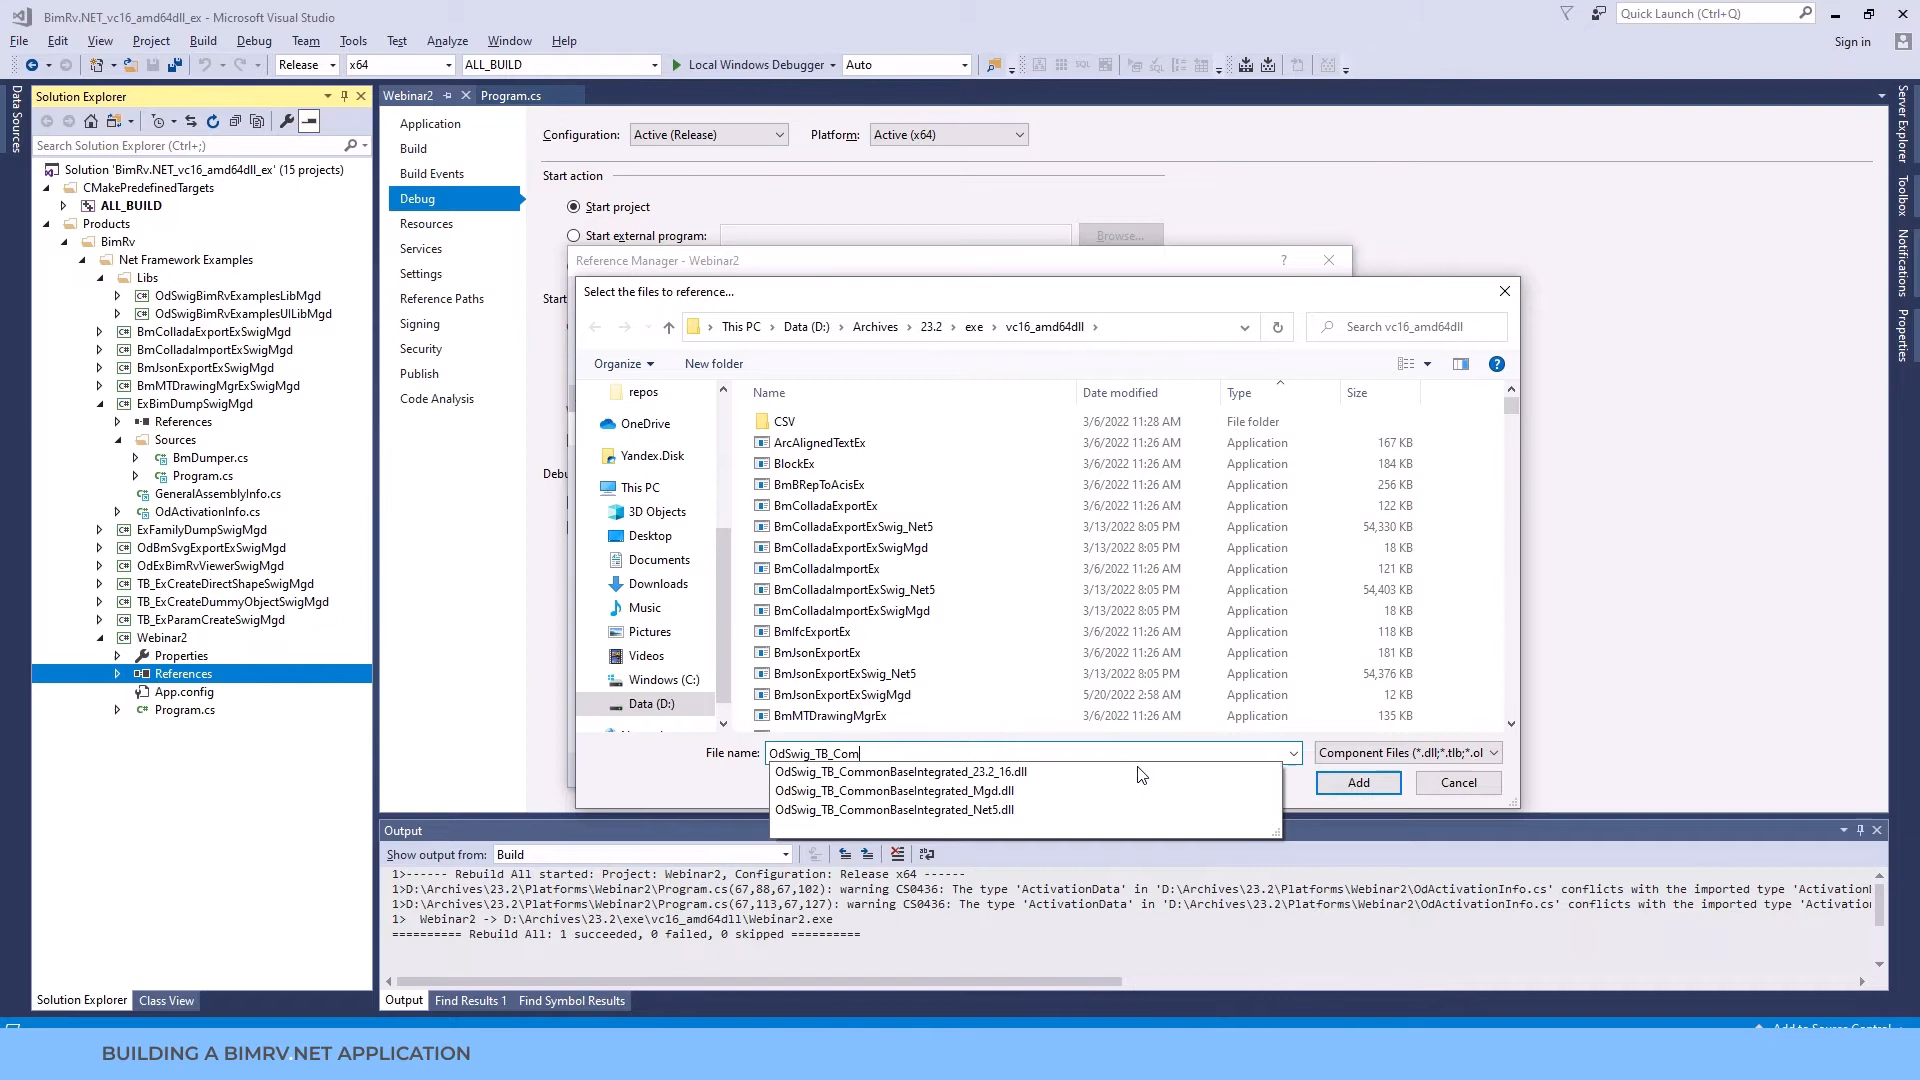 BimRv.NET_vc16_amd64dll_ex - Microsoft Visual Studio
Quick Launch (Ctrl+Q)
File Edit View Project Build Debug Team Tools Test Analyze Window Help
Sign in
Release x64 ALL_BUILD Local Windows Debugger Auto
Data Sources
Solution Explorer
Search Solution Explorer (Ctrl+;)
Solution 'BimRv.NET_vc16_amd64dll_ex' (15 projects)
CMakePredefinedTargets
ALL_BUILD
Products
BimRv
Net Framework Examples
Libs
OdSwigBimRvExamplesLibMgd
OdSwigBimRvExamplesUILibMgd
BmColladaExportExSwigMgd
BmColladaImportExSwigMgd
BmJsonExportExSwigMgd
BmMTDrawingMgrExSwigMgd
ExBimDumpSwigMgd
References
Sources
BmDumper.cs
Program.cs
GeneralAssemblyInfo.cs
OdActivationInfo.cs
ExFamilyDumpSwigMgd
OdBmSvgExportExSwigMgd
OdExBimRvViewerSwigMgd
TB_ExCreateDirectShapeSwigMgd
TB_ExCreateDummyObjectSwigMgd
TB_ExParamCreateSwigMgd
Webinar2
Properties
References
App.config
Program.cs
Solution Explorer Class View
Webinar2 Program.cs
Application
Build
Build Events
Debug
Resources
Services
Settings
Reference Paths
Signing
Security
Publish
Code Analysis
Configuration: Active (Release) Platform: Active (x64)
Start action
Start project
Start external program: Browse...
Start
Debu
Reference Manager - Webinar2 ?
Select the files to reference...
This PC > Data (D:) > Archives > 23.2 > exe > vc16_amd64dll >
Search vc16_amd64dll
Organize New folder
repos
OneDrive
Yandex.Disk
This PC
3D Objects
Desktop
Documents
Downloads
Music
Pictures
Videos
Windows (C:)
Data (D:)
Name Date modified Type Size
CSV 3/6/2022 11:28 AM File folder
ArcAlignedTextEx 3/6/2022 11:26 AM Application 167 KB
BlockEx 3/6/2022 11:26 AM Application 184 KB
BmBRepToAcisEx 3/6/2022 11:26 AM Application 256 KB
BmColladaExportEx 3/6/2022 11:26 AM Application 122 KB
BmColladaExportExSwig_Net5 3/13/2022 8:05 PM Application 54,330 KB
BmColladaExportExSwigMgd 3/13/2022 8:05 PM Application 18 KB
BmColladaImportEx 3/6/2022 11:26 AM Application 121 KB
BmColladaImportExSwig_Net5 3/13/2022 8:05 PM Application 54,403 KB
BmColladaImportExSwigMgd 3/13/2022 8:05 PM Application 18 KB
BmIfcExportEx 3/6/2022 11:26 AM Application 118 KB
BmJsonExportEx 3/6/2022 11:26 AM Application 181 KB
BmJsonExportExSwig_Net5 3/13/2022 8:05 PM Application 54,376 KB
BmJsonExportExSwigMgd 5/20/2022 2:58 AM Application 12 KB
BmMTDrawingMgrEx 3/6/2022 11:26 AM Application 135 KB
File name: OdSwig_TB_Com Component Files (*.dll;*.tlb;*.ol
OdSwig_TB_CommonBaseIntegrated_23.2_16.dll
OdSwig_TB_CommonBaseIntegrated_Mgd.dll
OdSwig_TB_CommonBaseIntegrated_Net5.dll
Add Cancel
Server Explorer
Toolbox
Notifications
Properties
Output
Show output from: Build
1>------ Rebuild All started: Project: Webinar2, Configuration: Release x64 ------
1>D:\Archives\23.2\Platforms\Webinar2\Program.cs(67,88,67,102): warning CS0436: The type 'ActivationData' in 'D:\Archives\23.2\Platforms\Webinar2\OdActivationInfo.cs' conflicts with the imported type 'Activation
1>D:\Archives\23.2\Platforms\Webinar2\Program.cs(67,113,67,127): warning CS0436: The type 'ActivationData' in 'D:\Archives\23.2\Platforms\Webinar2\OdActivationInfo.cs' conflicts with the imported type 'Activatio
1> Webinar2 -> D:\Archives\23.2\exe\vc16_amd64dll\Webinar2.exe
========== Rebuild All: 1 succeeded, 0 failed, 0 skipped ==========
Output Find Results 1 Find Symbol Results
BUILDING A BIMRV.NET APPLICATION